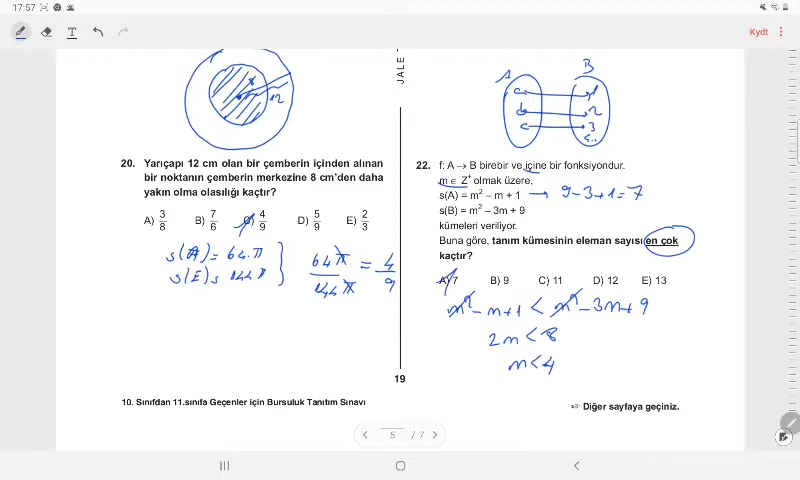 17:57
T
Kydt
JALE -
r
12
20. Yarıçapı 12 cm olan bir çemberin içinden alınan
bir noktanın çemberin merkezine 8 cm'den daha
yakın olma olasılığı kaçtır?
A) 3/8 B) 7/6 C) 4/9 D) 5/9 E) 2/3
s(A) = 64.π
s(E) = 144π
64π/144π = 4/9
A B
a 1
b 2
c 3
22. f: A → B birebir ve içine bir fonksiyondur.
m ∈ Z⁺ olmak üzere,
s(A) = m² – m + 1 → 9-3+1=7
s(B) = m² – 3m + 9
kümeleri veriliyor.
Buna göre, tanım kümesinin eleman sayısı en çok
kaçtır?
A) 7 B) 9 C) 11 D) 12 E) 13
m² - m+1 < m² - 3m+9
2m < 8
m<4
19
10. Sınıfdan 11.sınıfa Geçenler için Bursuluk Tanıtım Sınavı
☞ Diğer sayfaya geçiniz.
< 5 / 7 >